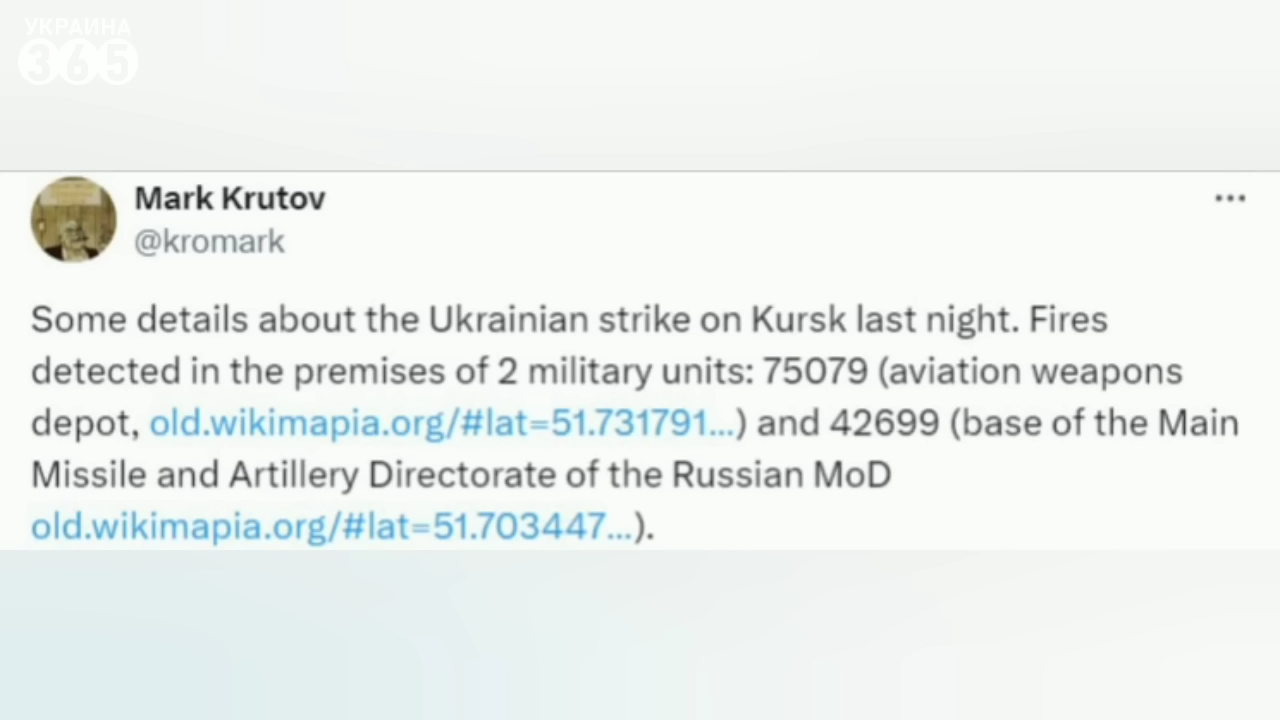 УКРАИНА
365
Mark Krutov
@kromark
Some details about the Ukrainian strike on Kursk last night. Fires
detected in the premises of 2 military units: 75079 (aviation weapons
depot, old.wikimapia.org/#lat=51.731791...) and 42699 (base of the Main
Missile and Artillery Directorate of the Russian MoD
old.wikimapia.org/#lat=51.703447...).